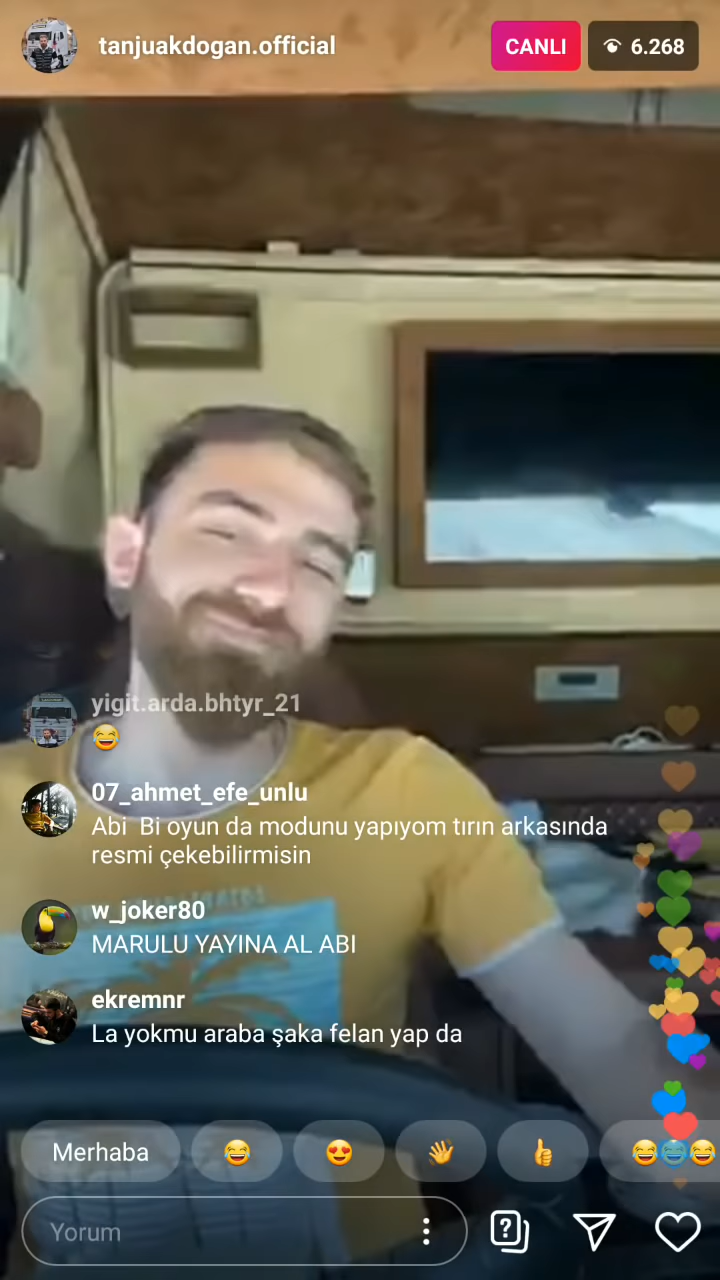 tanjuakdogan.official
CANLI
6.268
yigit.arda.bhtyr_21
😂
07_ahmet_efe_unlu
Abi Bi oyun da modunu yapıyom tırın arkasında
resmi çekebilirmisin
w_joker80
MARULU YAYINA AL ABI
ekremnr
La yokmu araba şaka felan yap da
Merhaba 😂 😍 👋 👍 😂😂😂
Yorum